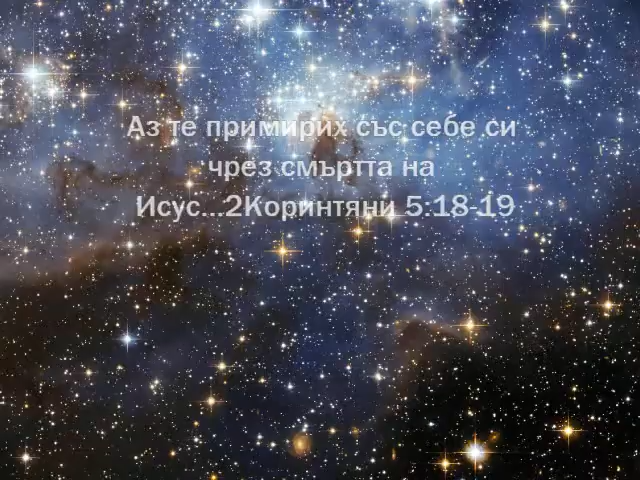 Аз те примирих със себе си
чрез смъртта на
Исус...2Коринтяни 5:18-19